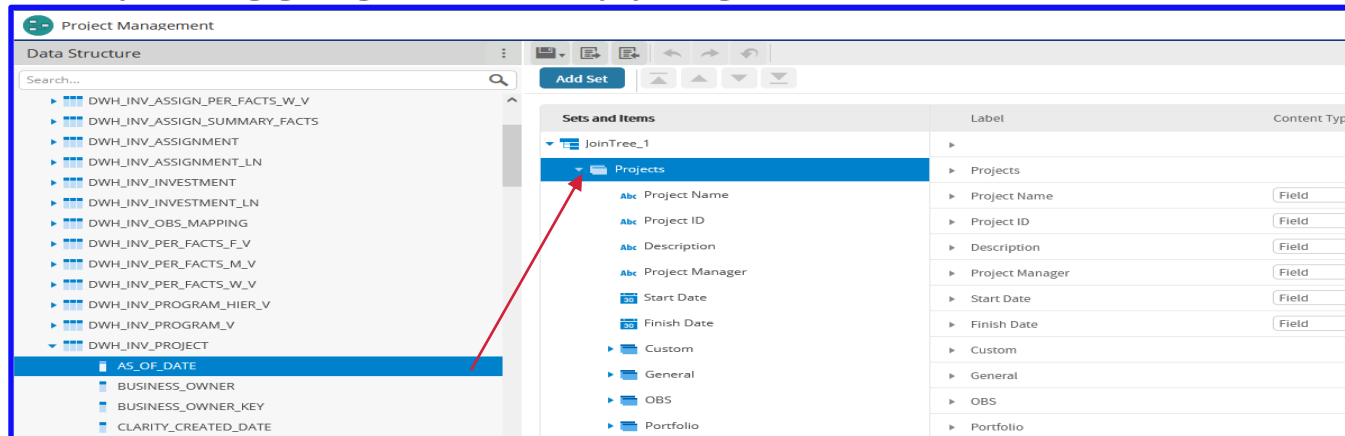 Project Management
Data Structure
Search...
DWH_INV_ASSIGN_PER_FACTS_W_V
DWH_INV_ASSIGN_SUMMARY_FACTS
DWH_INV_ASSIGNMENT
DWH_INV_ASSIGNMENT_LN
DWH_INV_INVESTMENT
DWH_INV_INVESTMENT_LN
DWH_INV_OBS_MAPPING
DWH_INV_PER_FACTS_F_V
DWH_INV_PER_FACTS_M_V
DWH_INV_PER_FACTS_W_V
DWH_INV_PROGRAM_HIER_V
DWH_INV_PROGRAM_V
DWH_INV_PROJECT
AS_OF_DATE
BUSINESS_OWNER
BUSINESS_OWNER_KEY
CLARITY_CREATED_DATE
Add Set
Sets and Items Label Content Typ
JoinTree_1
Projects Projects
Abc Project Name Project Name Field
Abc Project ID Project ID Field
Abc Description Description Field
Abc Project Manager Project Manager Field
30 Start Date Start Date Field
30 Finish Date Finish Date Field
Custom Custom
General General
OBS OBS
Portfolio Portfolio